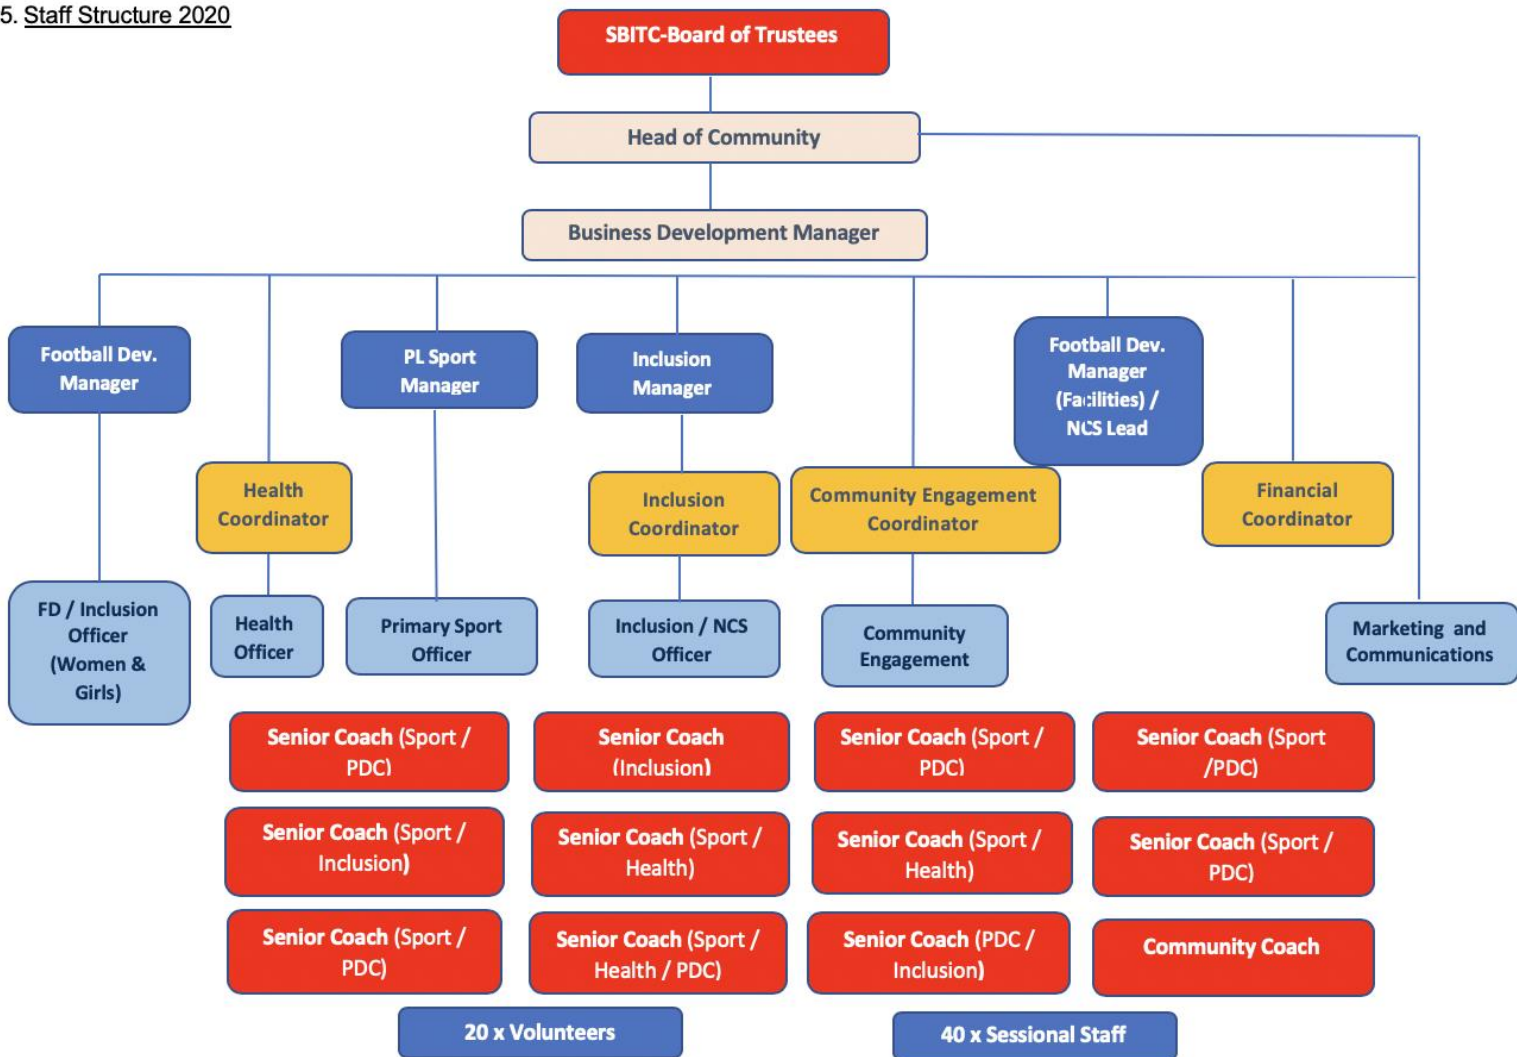 5. Staff Structure 2020
SBITC-Board of Trustees
Head of Community
Business Development Manager
Football Dev.
Manager
PL Sport
Manager
Inclusion
Manager
Football Dev.
Manager
(Facilities) /
NCS Lead
Health
Coordinator
Inclusion
Coordinator
Community Engagement
Coordinator
Financial
Coordinator
FD / Inclusion
Officer
(Women &
Girls)
Health
Officer
Primary Sport
Officer
Inclusion / NCS
Officer
Community
Engagement
Marketing and
Communications
Senior Coach (Sport /
PDC)
Senior Coach
(Inclusion)
Senior Coach (Sport /
PDC)
Senior Coach (Sport
/PDC)
Senior Coach (Sport /
Inclusion)
Senior Coach (Sport /
Health)
Senior Coach (Sport /
Health)
Senior Coach (Sport /
PDC)
Senior Coach (Sport /
PDC)
Senior Coach (Sport /
Health / PDC)
Senior Coach (PDC /
Inclusion)
Community Coach
20 x Volunteers
40 x Sessional Staff